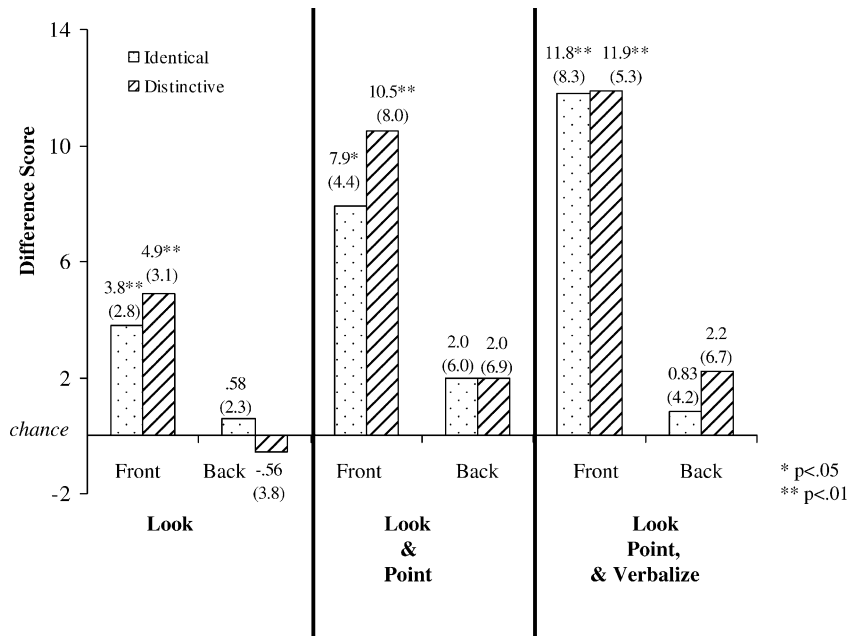 14
10
6
2
chance
-2
Difference Score
Identical
Distinctive
3.8**
(2.8)
4.9**
(3.1)
.58
(2.3)
-.56
(3.8)
7.9*
(4.4)
10.5**
(8.0)
2.0
(6.0)
2.0
(6.9)
11.8**
(8.3)
11.9**
(5.3)
0.83
(4.2)
2.2
(6.7)
Front
Back
Front
Back
Front
Back
Look
Look
&
Point
Look
Point,
& Verbalize
* p<.05
** p<.01